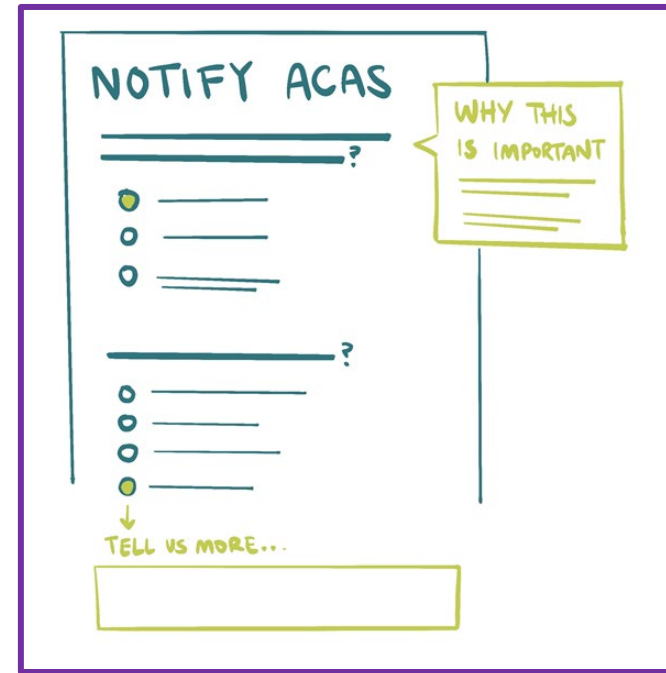 NOTIFY ACAS
WHY THIS
IS IMPORTANT
?
?
TELL US MORE...